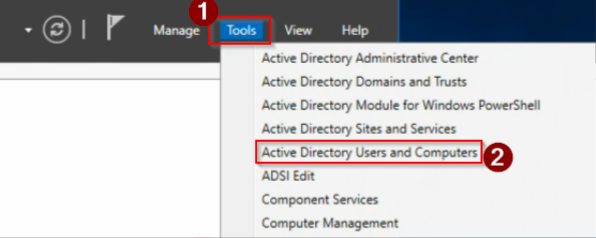 1
Manage Tools View Help
Active Directory Administrative Center
Active Directory Domains and Trusts
Active Directory Module for Windows PowerShell
Active Directory Sites and Services
Active Directory Users and Computers 2
ADSI Edit
Component Services
Computer Management